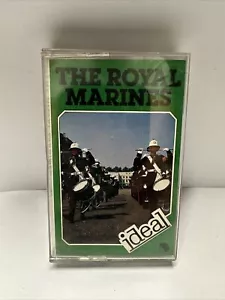 THE ROYAL
MARINES
ideal